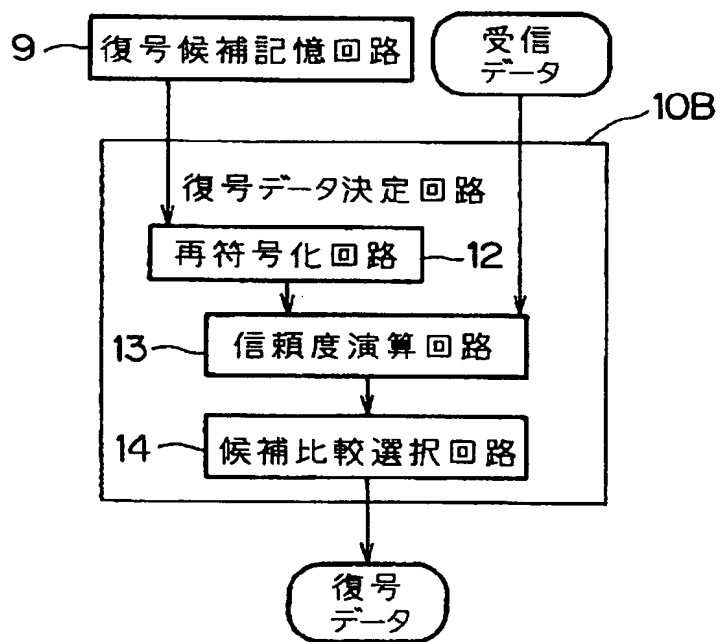 9
復号候補記憶回路
受信
データ
10B
復号データ決定回路
再符号化回路
12
13
信頼度演算回路
14
候補比較選択回路
復号
データ